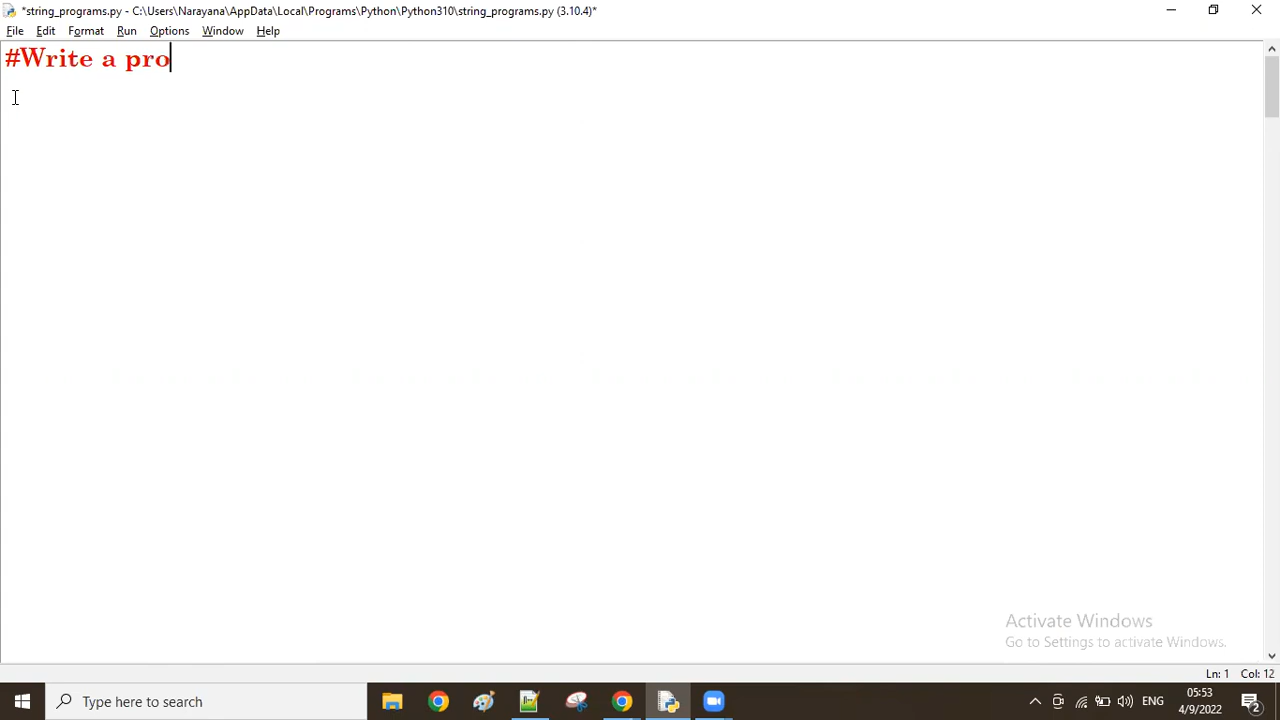 *string_programs.py - C:\Users\Narayana\AppData\Local\Programs\Python\Python310\string_programs.py (3.10.4)*
File Edit Format Run Options Window Help
#Write a pro
Activate Windows
Go to Settings to activate Windows.
Ln: 1 Col: 12
Type here to search
ENG
05:53
4/9/2022
2